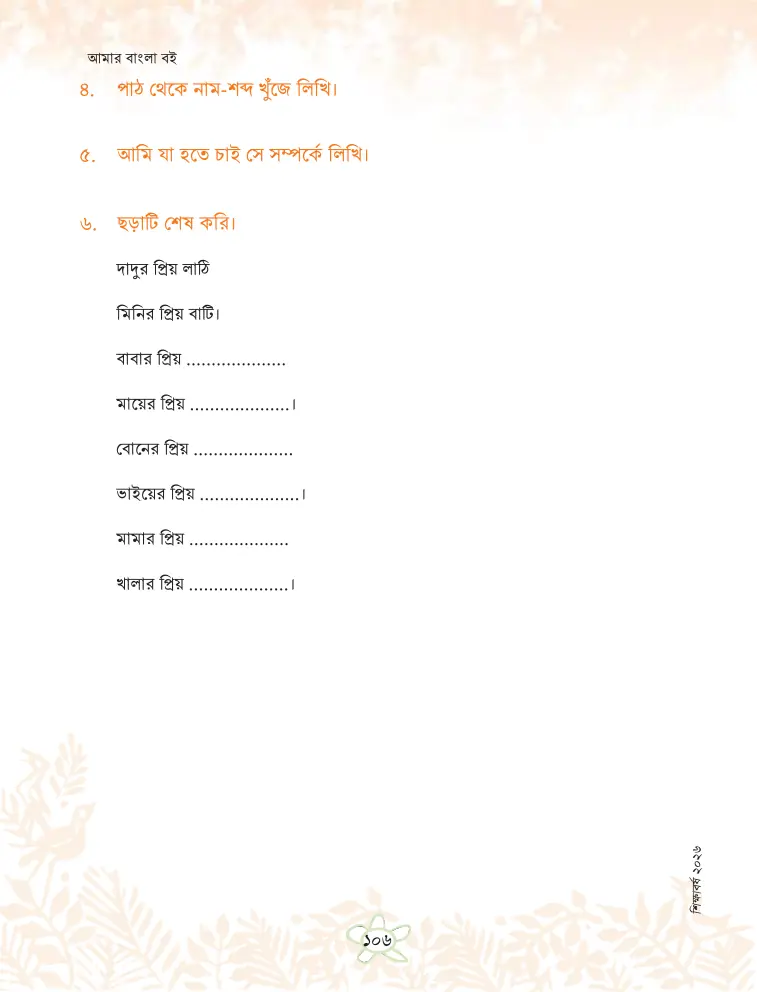 আমার বাংলা বই
৪. পাঠ থেকে নাম-শব্দ খুঁজে লিখি।
৫. আমি যা হতে চাই সে সম্পর্কে লিখি।
৬. ছড়াটি শেষ করি।
দাদুর প্রিয় লাঠি
মিনির প্রিয় বাটি।
বাবার প্রিয় ....................
মায়ের প্রিয় ....................।
বোনের প্রিয় ....................
ভাইয়ের প্রিয় ....................।
মামার প্রিয় ....................
খালার প্রিয় ....................।
শিক্ষাবর্ষ ২০২৬
১০৬